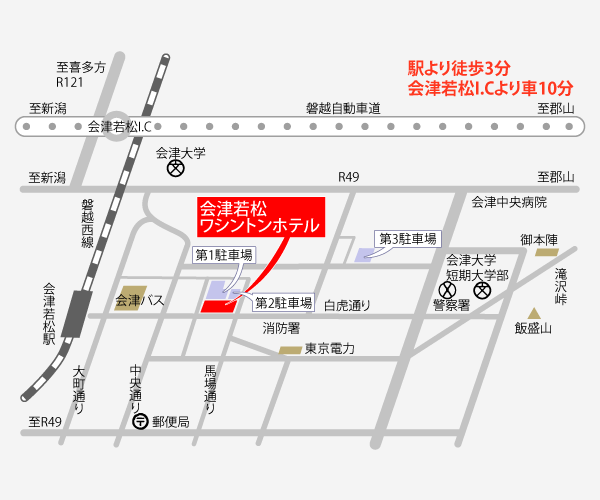 至喜多方
R121
駅より徒歩3分
会津若松I.Cより車10分
至新潟
磐越自動車道
至郡山
会津若松I.C
会津大学
至新潟
R49
至郡山
磐越西線
会津若松
ワシントンホテル
会津中央病院
第3駐車場
御本陣
第1駐車場
会津大学
短期大学部
滝沢峠
会津若松駅
会津バス
第2駐車場
白虎通り
警察署
飯盛山
消防署
東京電力
大町通り
中央通り
馬場通り
至R49
郵便局